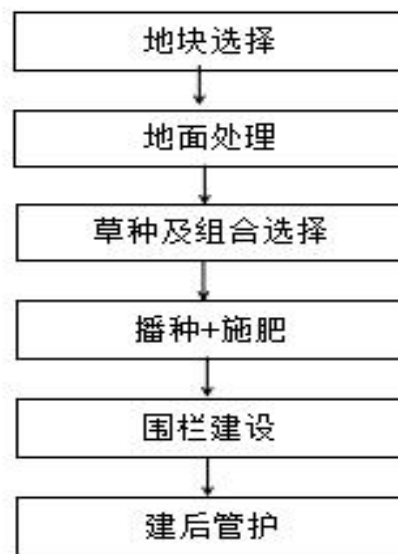 地块选择
地面处理
草种及组合选择
播种+施肥
围栏建设
建后管护